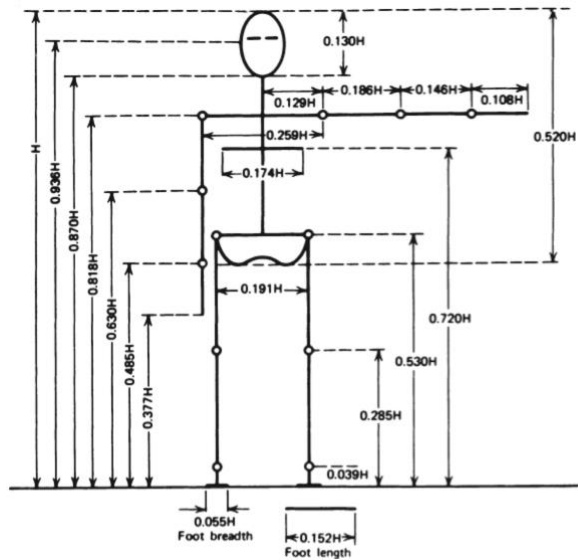 0.130H
0.129H
0.186H
0.146H
0.108H
0.259H
0.520H
0.174H
H
0.936H
0.870H
0.818H
0.630H
0.485H
0.377H
0.191H
0.720H
0.530H
0.285H
0.039H
0.055H
Foot breadth
0.152H
Foot length